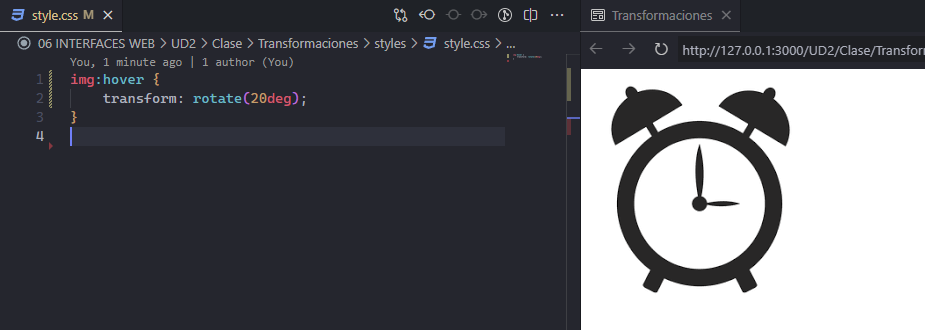 style.css M
Transformaciones
06 INTERFACES WEB > UD2 > Clase > Transformaciones > styles > style.css > ...
http://127.0.0.1:3000/UD2/Clase/Transform
You, 1 minute ago | 1 author (You)
1 img:hover {
2 transform: rotate(20deg);
3 }
4